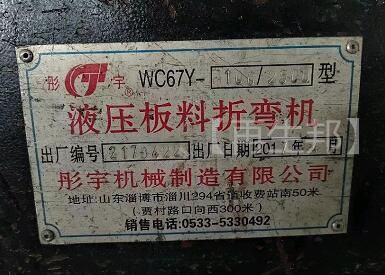 彤 宇 WC67Y- 型
液压板料折弯机
出厂编号 出厂日期 201 年 月
彤宇机械制造有限公司
地址:山东淄博市淄川294省道收费站南50米
(贾村路口向西300米)
销售电话:0533-5330492